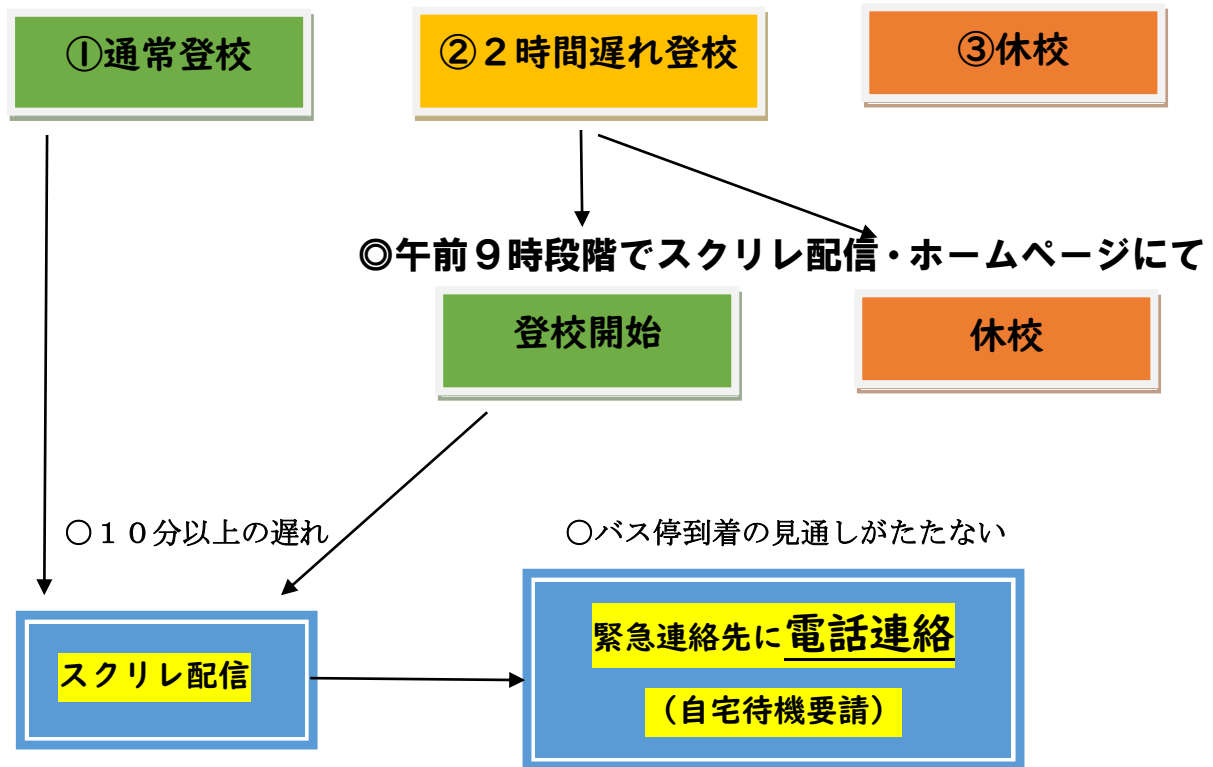 ①通常登校
②２時間遅れ登校
③休校
◎午前９時段階でスクリレ配信・ホームページにて
登校開始
休校
○１０分以上の遅れ
○バス停到着の見通しがたたない
スクリレ配信
緊急連絡先に電話連絡
（自宅待機要請）